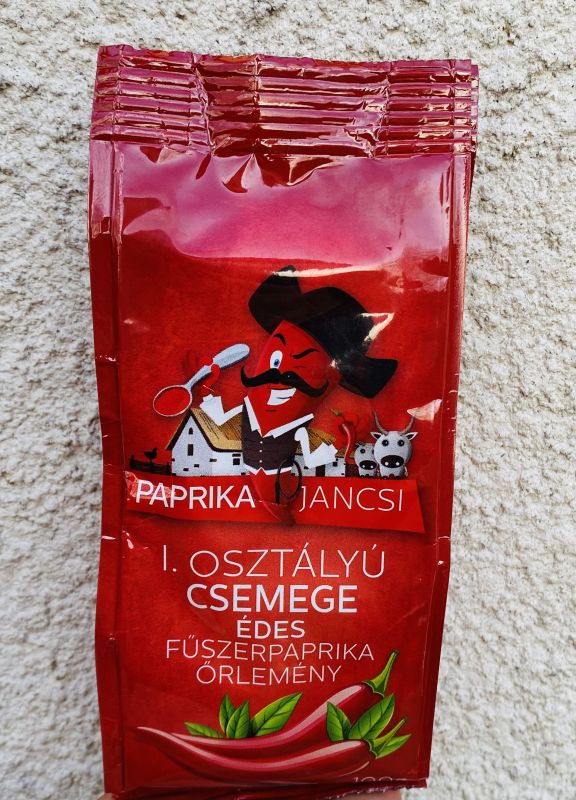 PAPRIKA JANCSI
I. OSZTÁLYÚ
CSEMEGE
ÉDES
FŰSZERPAPRIKA
ŐRLEMÉNY